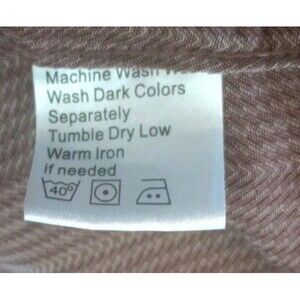 Machine Wash
Wash Dark Colors
Separately
Tumble Dry Low
Warm Iron
if needed
40°